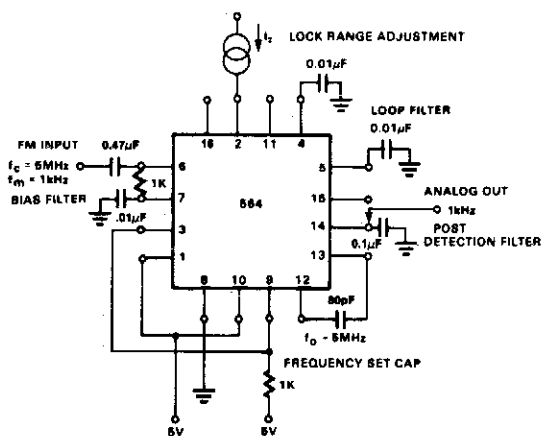 I₂ LOCK RANGE ADJUSTMENT
0.01µF
16 2 11 4
LOOP FILTER
0.01µF
FM INPUT 0.47µF
fc = 5MHz
fm = 1kHz
BIAS FILTER
.01µF
1K
6
7
3
1
564
5
15
14
13
ANALOG OUT
1kHz
0.1µF POST
DETECTION FILTER
8 10 9 12
80pF
fo - 5MHz
FREQUENCY SET CAP
1K
5V 5V